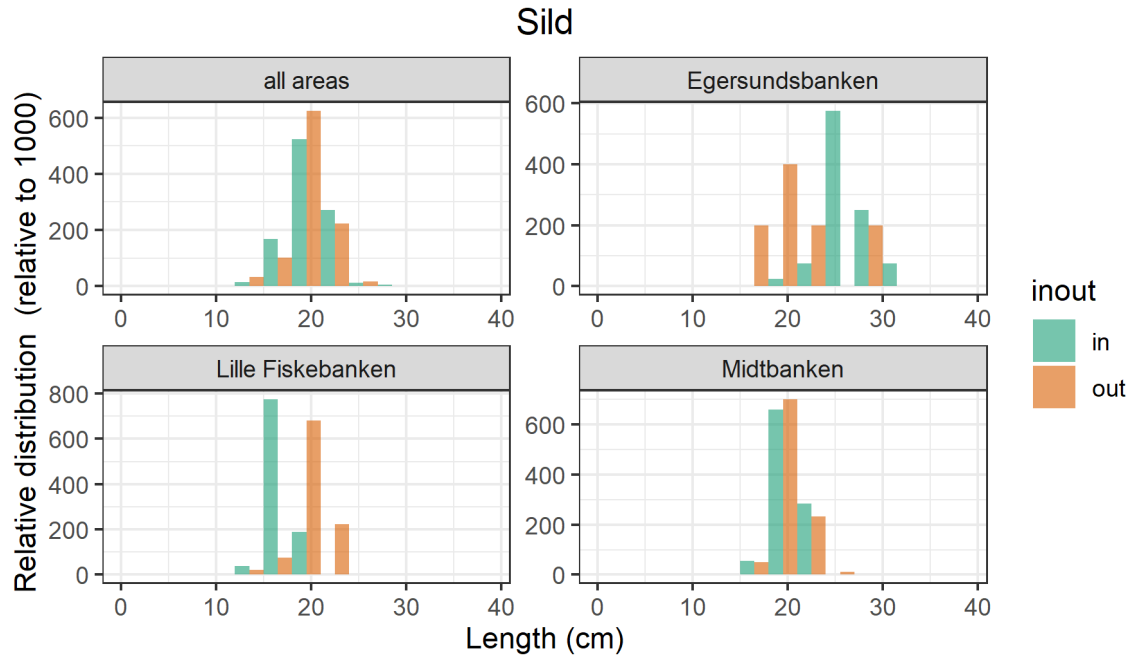 Sild
Relative distribution (relative to 1000)
all areas
600
400
200
0
0 10 20 30 40
Egersundsbanken
600
400
200
0
0 10 20 30 40
Lille Fiskebanken
800
600
400
200
0
0 10 20 30 40
Midtbanken
600
400
200
0
0 10 20 30 40
Length (cm)
inout
in
out